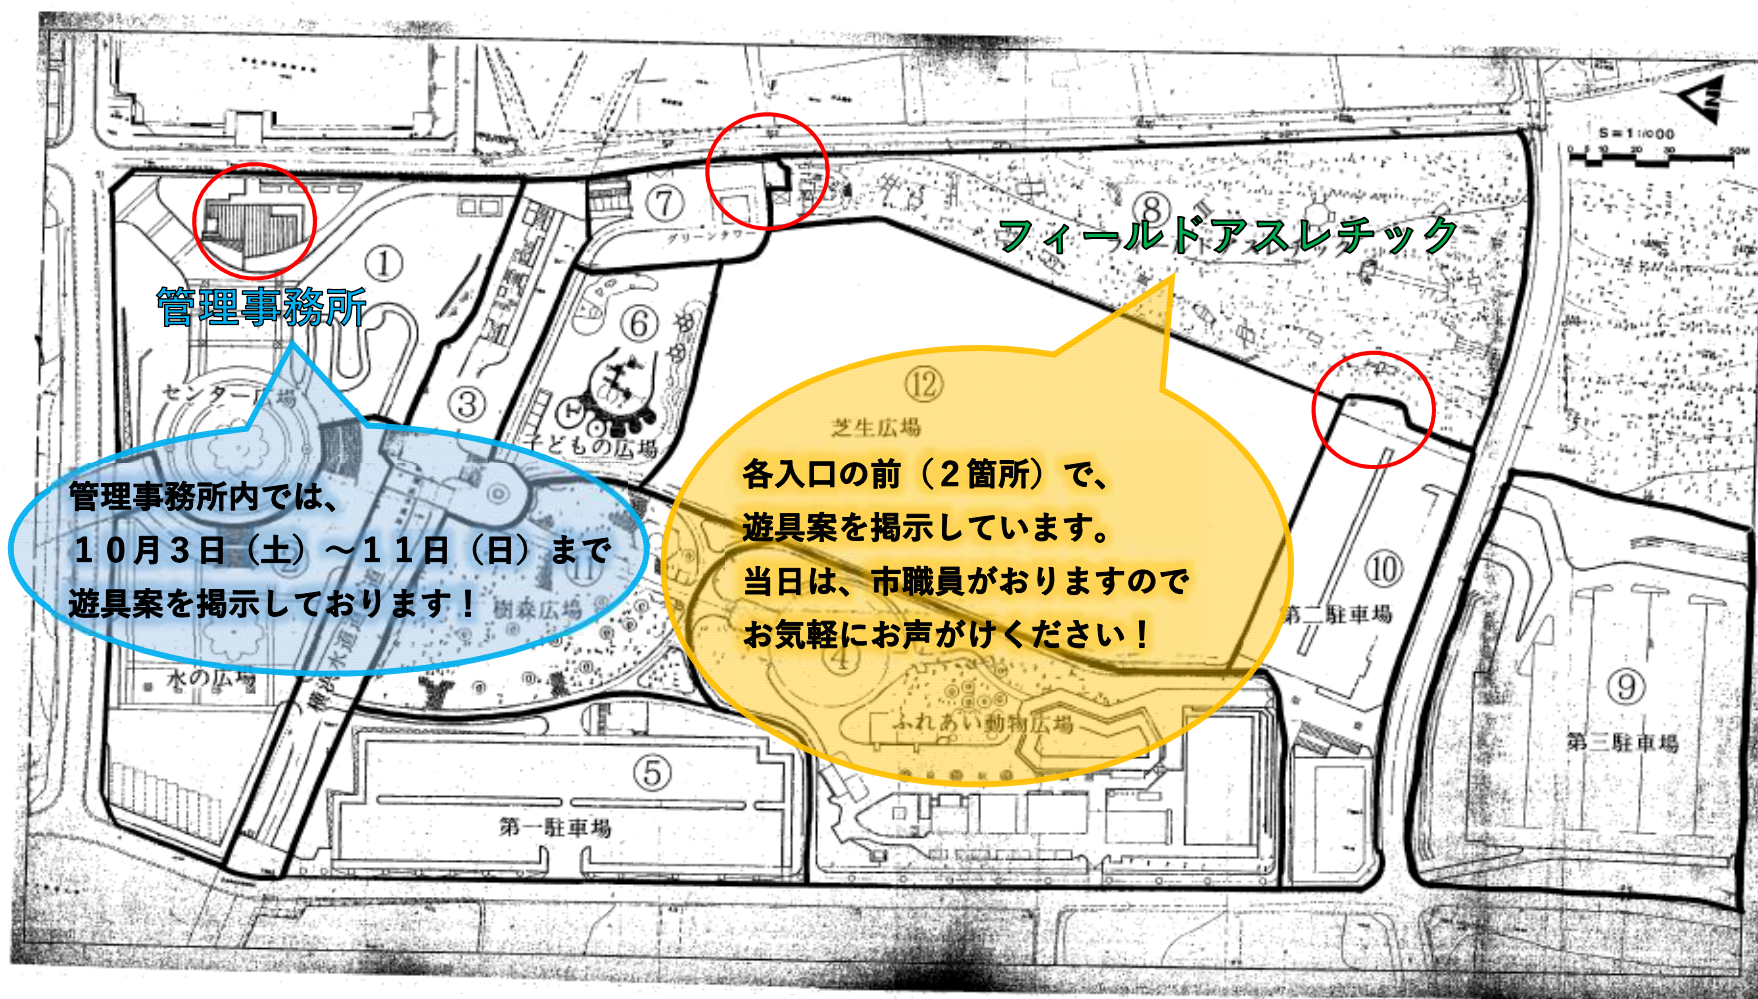 S=1:1000
0 5 10 20 30 50M
⑧
フィールドアスレチック
⑦
グリーンタワー
①
管理事務所
⑥
センター広場
③
子どもの広場
⑫
芝生広場
管理事務所内では、
１０月３日（土）～１１日（日）まで
遊具案を掲示しております！
各入口の前（２箇所）で、
遊具案を掲示しています。
当日は、市職員がおりますので
お気軽にお声がけください！
⑪
樹森広場
⑩
第二駐車場
④
水の広場
ふれあい動物広場
⑨
第三駐車場
⑤
第一駐車場